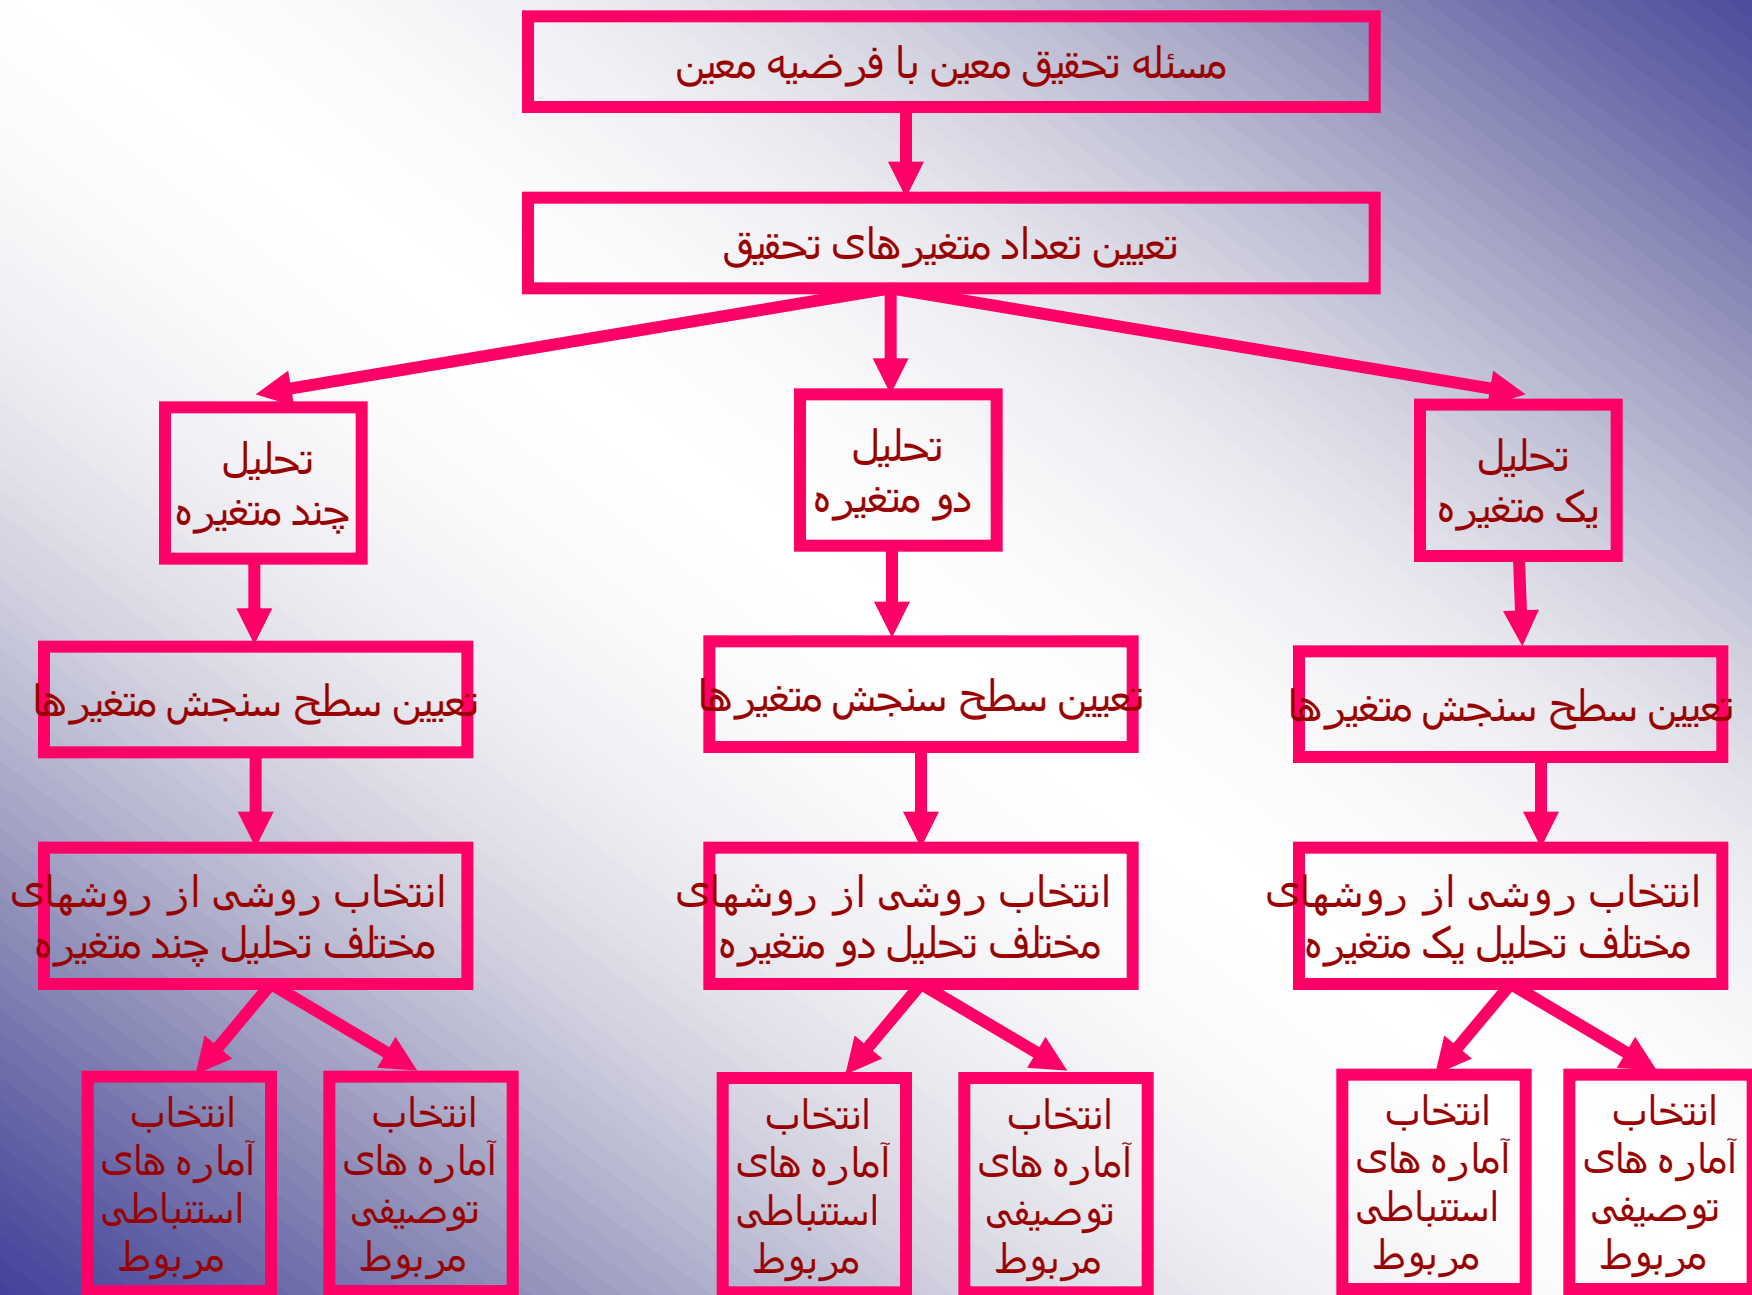 مسئله تحقیق معین با فرضیه معین
تعیین تعداد متغیرهای تحقیق
تحلیل
یک متغیره
تحلیل
دو متغیره
تحلیل
چند متغیره
تعیین سطح سنجش متغیرها
تعیین سطح سنجش متغیرها
تعیین سطح سنجش متغیرها
انتخاب روشی از روشهای
مختلف تحلیل یک متغیره
انتخاب روشی از روشهای
مختلف تحلیل دو متغیره
انتخاب روشی از روشهای
مختلف تحلیل چند متغیره
انتخاب
آماره های
توصیفی
مربوط
انتخاب
آماره های
استنباطی
مربوط
انتخاب
آماره های
توصیفی
مربوط
انتخاب
آماره های
استنباطی
مربوط
انتخاب
آماره های
توصیفی
مربوط
انتخاب
آماره های
استنباطی
مربوط